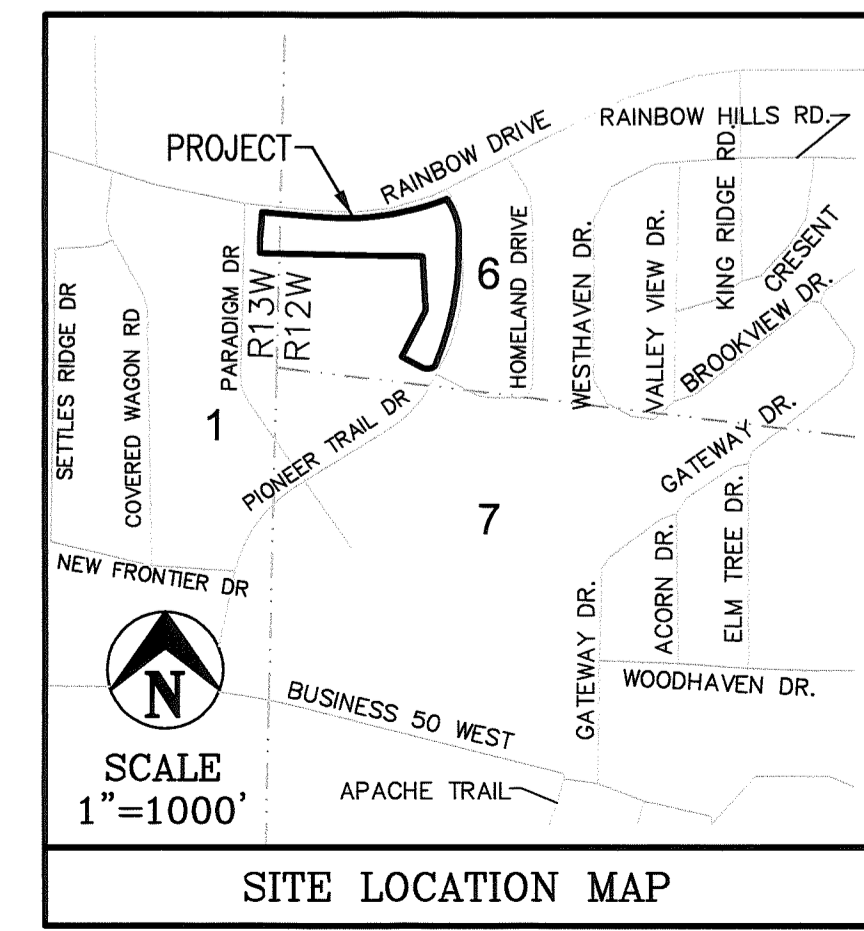 RAINBOW HILLS RD.
PROJECT
RAINBOW DRIVE
KING RIDGE RD.
CRESENT
PARADIGM DR
R13W
R12W
6
HOMELAND DRIVE
WESTHAVEN DR.
VALLEY VIEW DR.
BROOKVIEW DR.
SETTLES RIDGE DR
COVERED WAGON RD
1
PIONEER TRAIL DR
GATEWAY DR.
7
NEW FRONTIER DR
ACORN DR.
ELM TREE DR.
GATEWAY DR.
WOODHAVEN DR.
N
BUSINESS 50 WEST
SCALE
1"=1000'
APACHE TRAIL
SITE LOCATION MAP